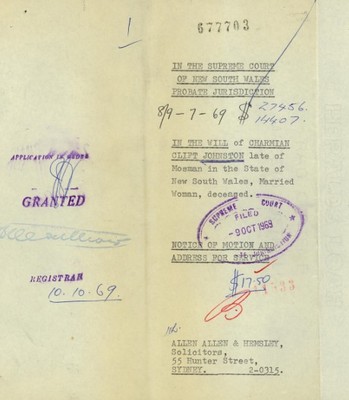 1
677703
IN THE SUPREME COURT
OF NEW SOUTH WALES
PROBATE JURISDICTION
8/9-7-69 $ 27456.
14407.
IN THE WILL of CHARMIAN
CLIFT JOHNSTON late of
Mosman in the State of
New South Wales, Married
Woman, deceased.
APPLICATION IN ORDER
GRANTED
REGISTRAR
10.10.69.
SUPREME COURT
FILED
-9 OCT 1969
NOTICE OF MOTION AND
ADDRESS FOR SERVICE
$17.50
ALLEN ALLEN & HEMSLEY,
Solicitors,
55 Hunter Street,
SYDNEY. 2-0315.